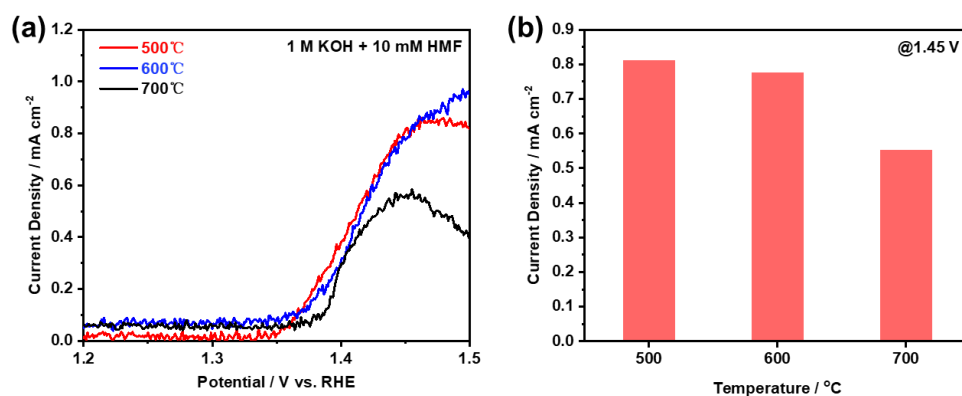 (a)
1 M KOH + 10 mM HMF
500℃
600℃
700℃
Current Density / mA cm⁻²
1.2
1.0
0.8
0.6
0.4
0.2
0.0
1.2 1.3 1.4 1.5
Potential / V vs. RHE
(b)
@1.45 V
Current Density / mA cm⁻²
0.9
0.8
0.7
0.6
0.5
0.4
0.3
0.2
0.1
0.0
500 600 700
Temperature / ᵒC